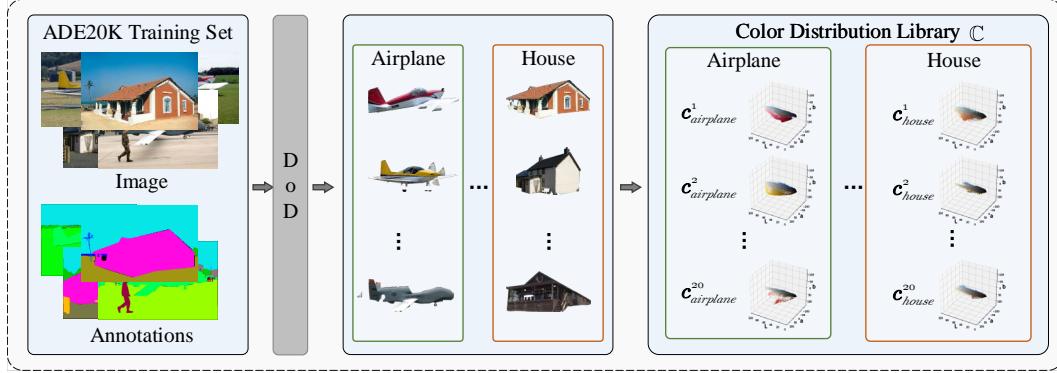 ADE20K Training Set
Image
Annotations
D
o
D
Airplane
House
...
Color Distribution Library ℂ
Airplane
House
c¹airplane
c¹house
c²airplane
c²house
...
c²⁰airplane
c²⁰house